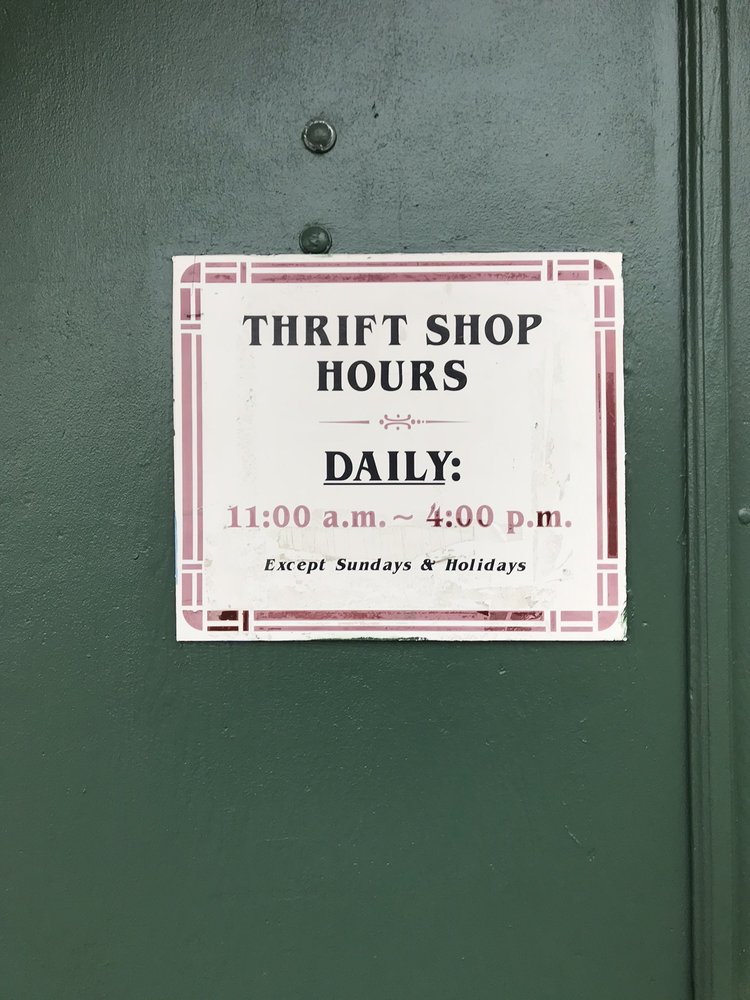 THRIFT SHOP
HOURS
DAILY:
11:00 a.m. ~ 4:00 p.m.
Except Sundays & Holidays